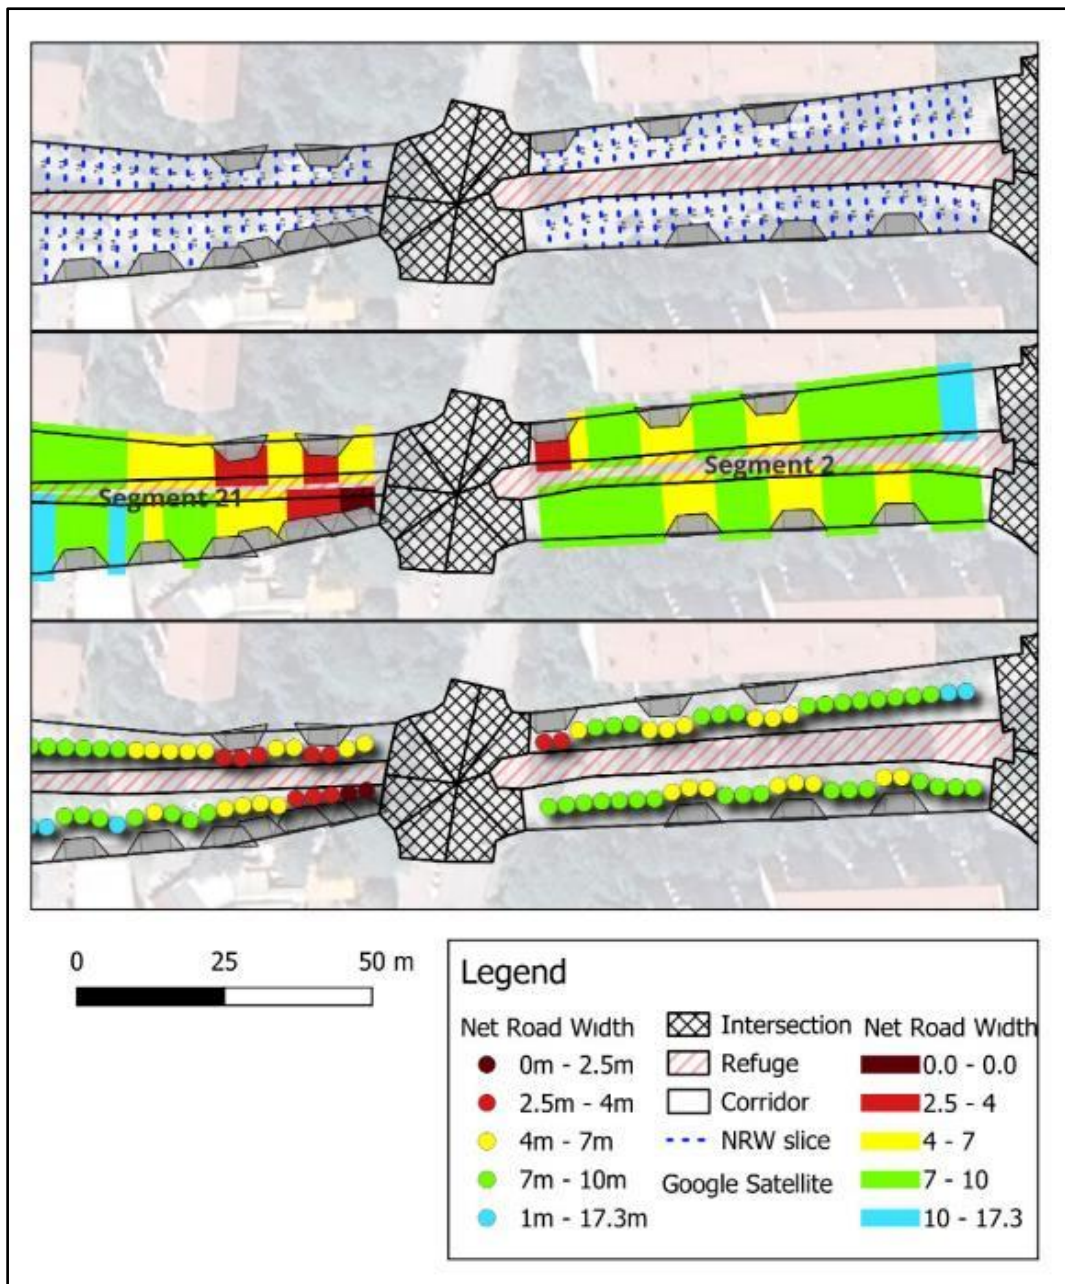 Segment 21
Segment 2
0 25 50 m
Legend
Net Road Width
0m - 2.5m
2.5m - 4m
4m - 7m
7m - 10m
1m - 17.3m
Intersection
Refuge
Corridor
NRW slice
Google Satellite
Net Road Width
0.0 - 0.0
2.5 - 4
4 - 7
7 - 10
10 - 17.3